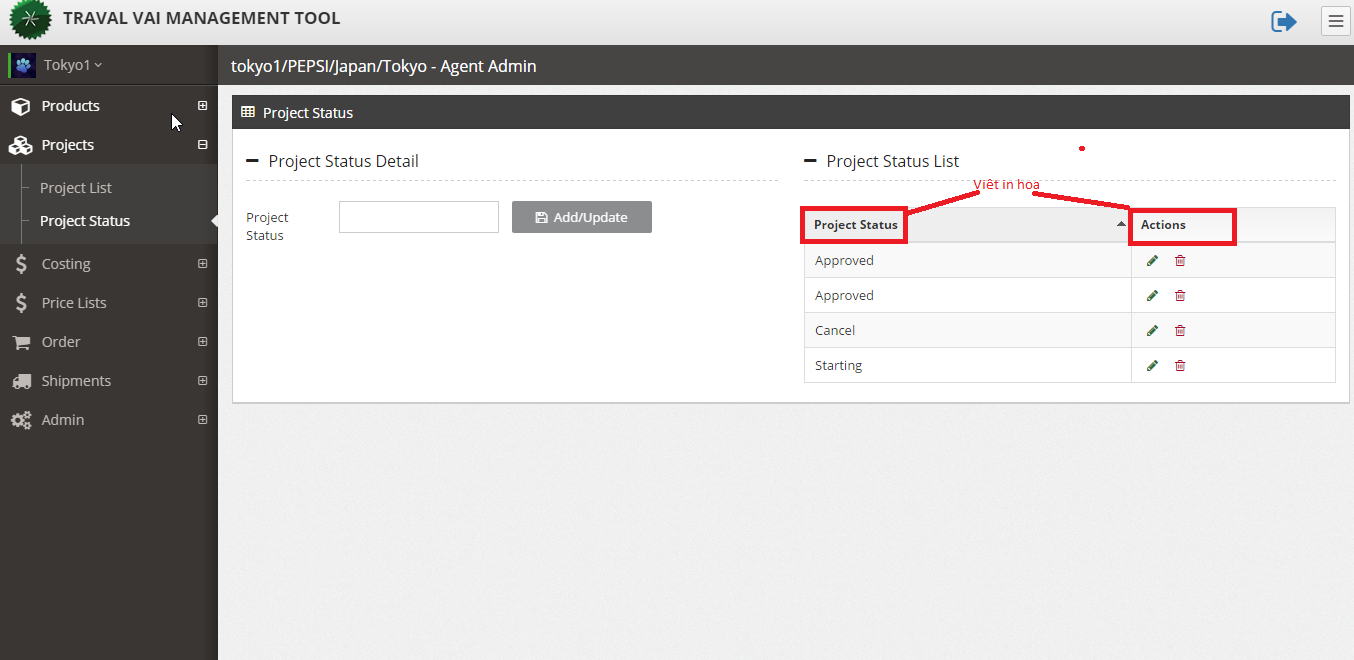 TRAVAL VAI MANAGEMENT TOOL
Tokyo1
tokyo1/PEPSI/Japan/Tokyo - Agent Admin
Products
Projects
Project List
Project Status
Costing
Price Lists
Order
Shipments
Admin
Project Status
Project Status Detail
Project
Status
Add/Update
Project Status List
Viêt in hoa
Project Status
Actions
Approved
Approved
Cancel
Starting